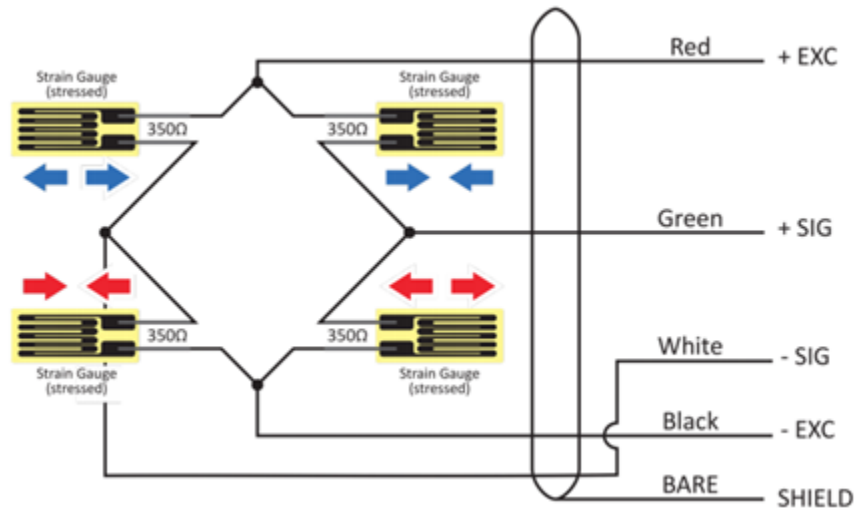 Red
+ EXC
Strain Gauge
(stressed)
350Ω
Strain Gauge
(stressed)
350Ω
Green
+ SIG
350Ω
Strain Gauge
(stressed)
350Ω
Strain Gauge
(stressed)
White
- SIG
Black
- EXC
BARE
SHIELD